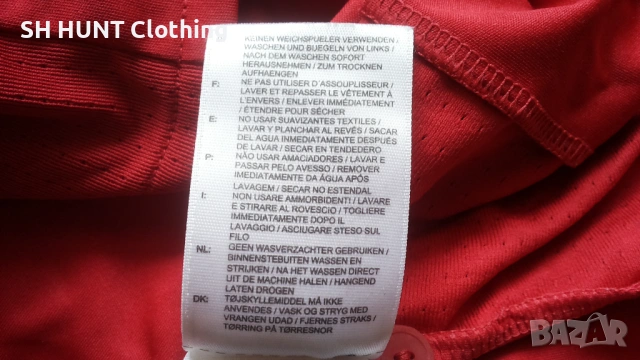 SH HUNT Clothing
KEINEN WEICHSPUELER VERWENDEN /
WASCHEN UND BUEGELN VON LINKS /
NACH DEM WASCHEN SOFORT
HERAUSNEHMEN / ZUM TROCKNEN
AUFHAENGEN
F: NE PAS UTILISER D'ASSOUPLISSEUR /
LAVER ET REPASSER LE VÊTEMENT À
L'ENVERS / ENLEVER IMMÉDIATEMENT
/ ÉTENDRE POUR SÉCHER
E: NO USAR SUAVIZANTES TEXTILES /
LAVAR Y PLANCHAR AL REVÉS / SACAR
DEL AGUA INMEDIATAMENTE DESPUÉS
DE LAVAR / SECAR EN TENDEDERO
P: NÃO USAR AMACIADORES / LAVAR E
PASSAR PELO AVESSO / REMOVER
IMEDIATAMENTE DA ÁGUA APÓS
LAVAGEM / SECAR NO ESTENDAL
I: NON USARE AMMORBIDENTI / LAVARE
E STIRARE AL ROVESCIO / TOGLIERE
IMMEDIATAMENTE DOPO IL
LAVAGGIO / ASCIUGARE STESO SUL
FILO
NL: GEEN WASVERZACHTER GEBRUIKEN /
BINNENSTEBUITEN WASSEN EN
STRIJKEN / NA HET WASSEN DIRECT
UIT DE MACHINE HALEN / HANGEND
LATEN DROGEN
DK: TØJSKYLLEMIDDEL MÅ IKKE
ANVENDES / VASK OG STRYG MED
VRANGEN UDAD / FJERNES STRAKS /
TØRRING PÅ TØRRESNOR
BAZAR